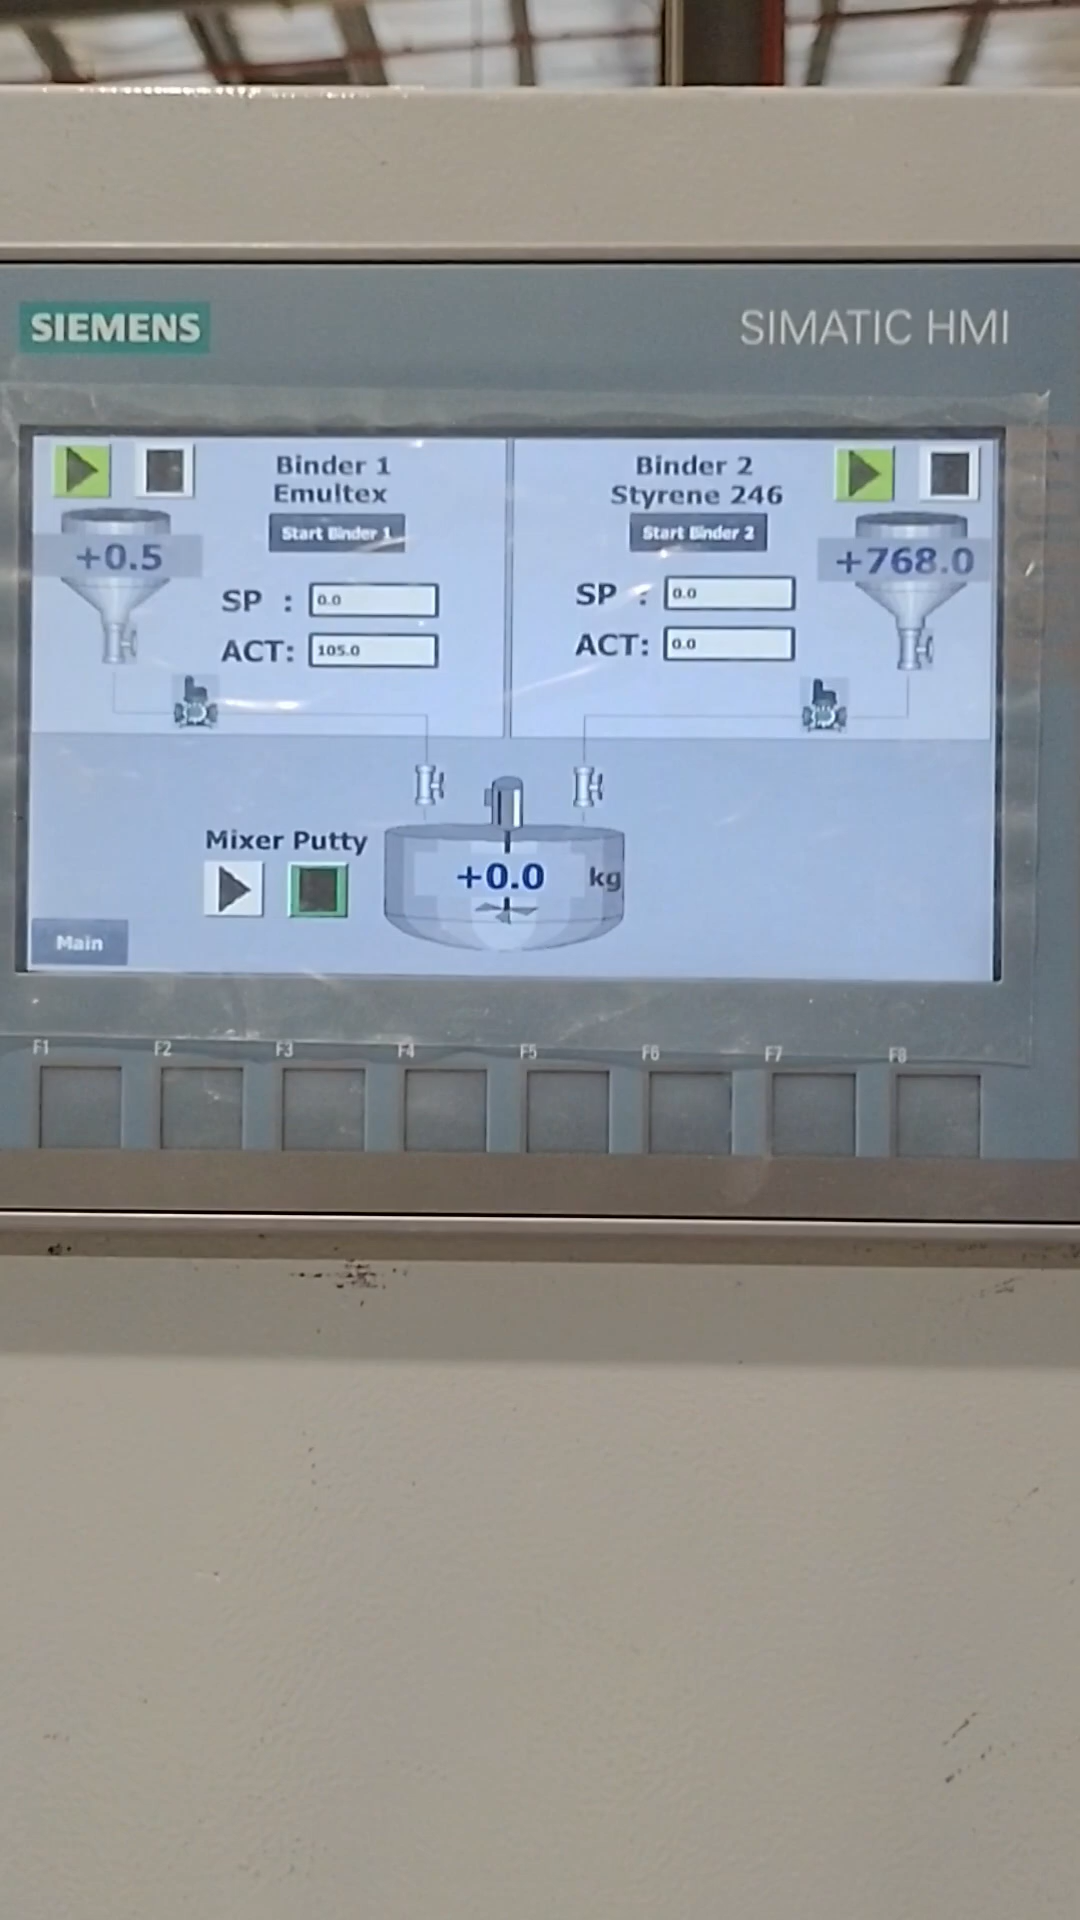 SIEMENS
SIMATIC HMI
Binder 1
Emultex
Start Binder 1
+0.5
SP : 0.0
ACT: 105.0
Binder 2
Styrene 246
Start Binder 2
+768.0
SP : 0.0
ACT: 0.0
Mixer Putty
+0.0 kg
Main
F1 F2 F3 F4 F5 F6 F7 F8